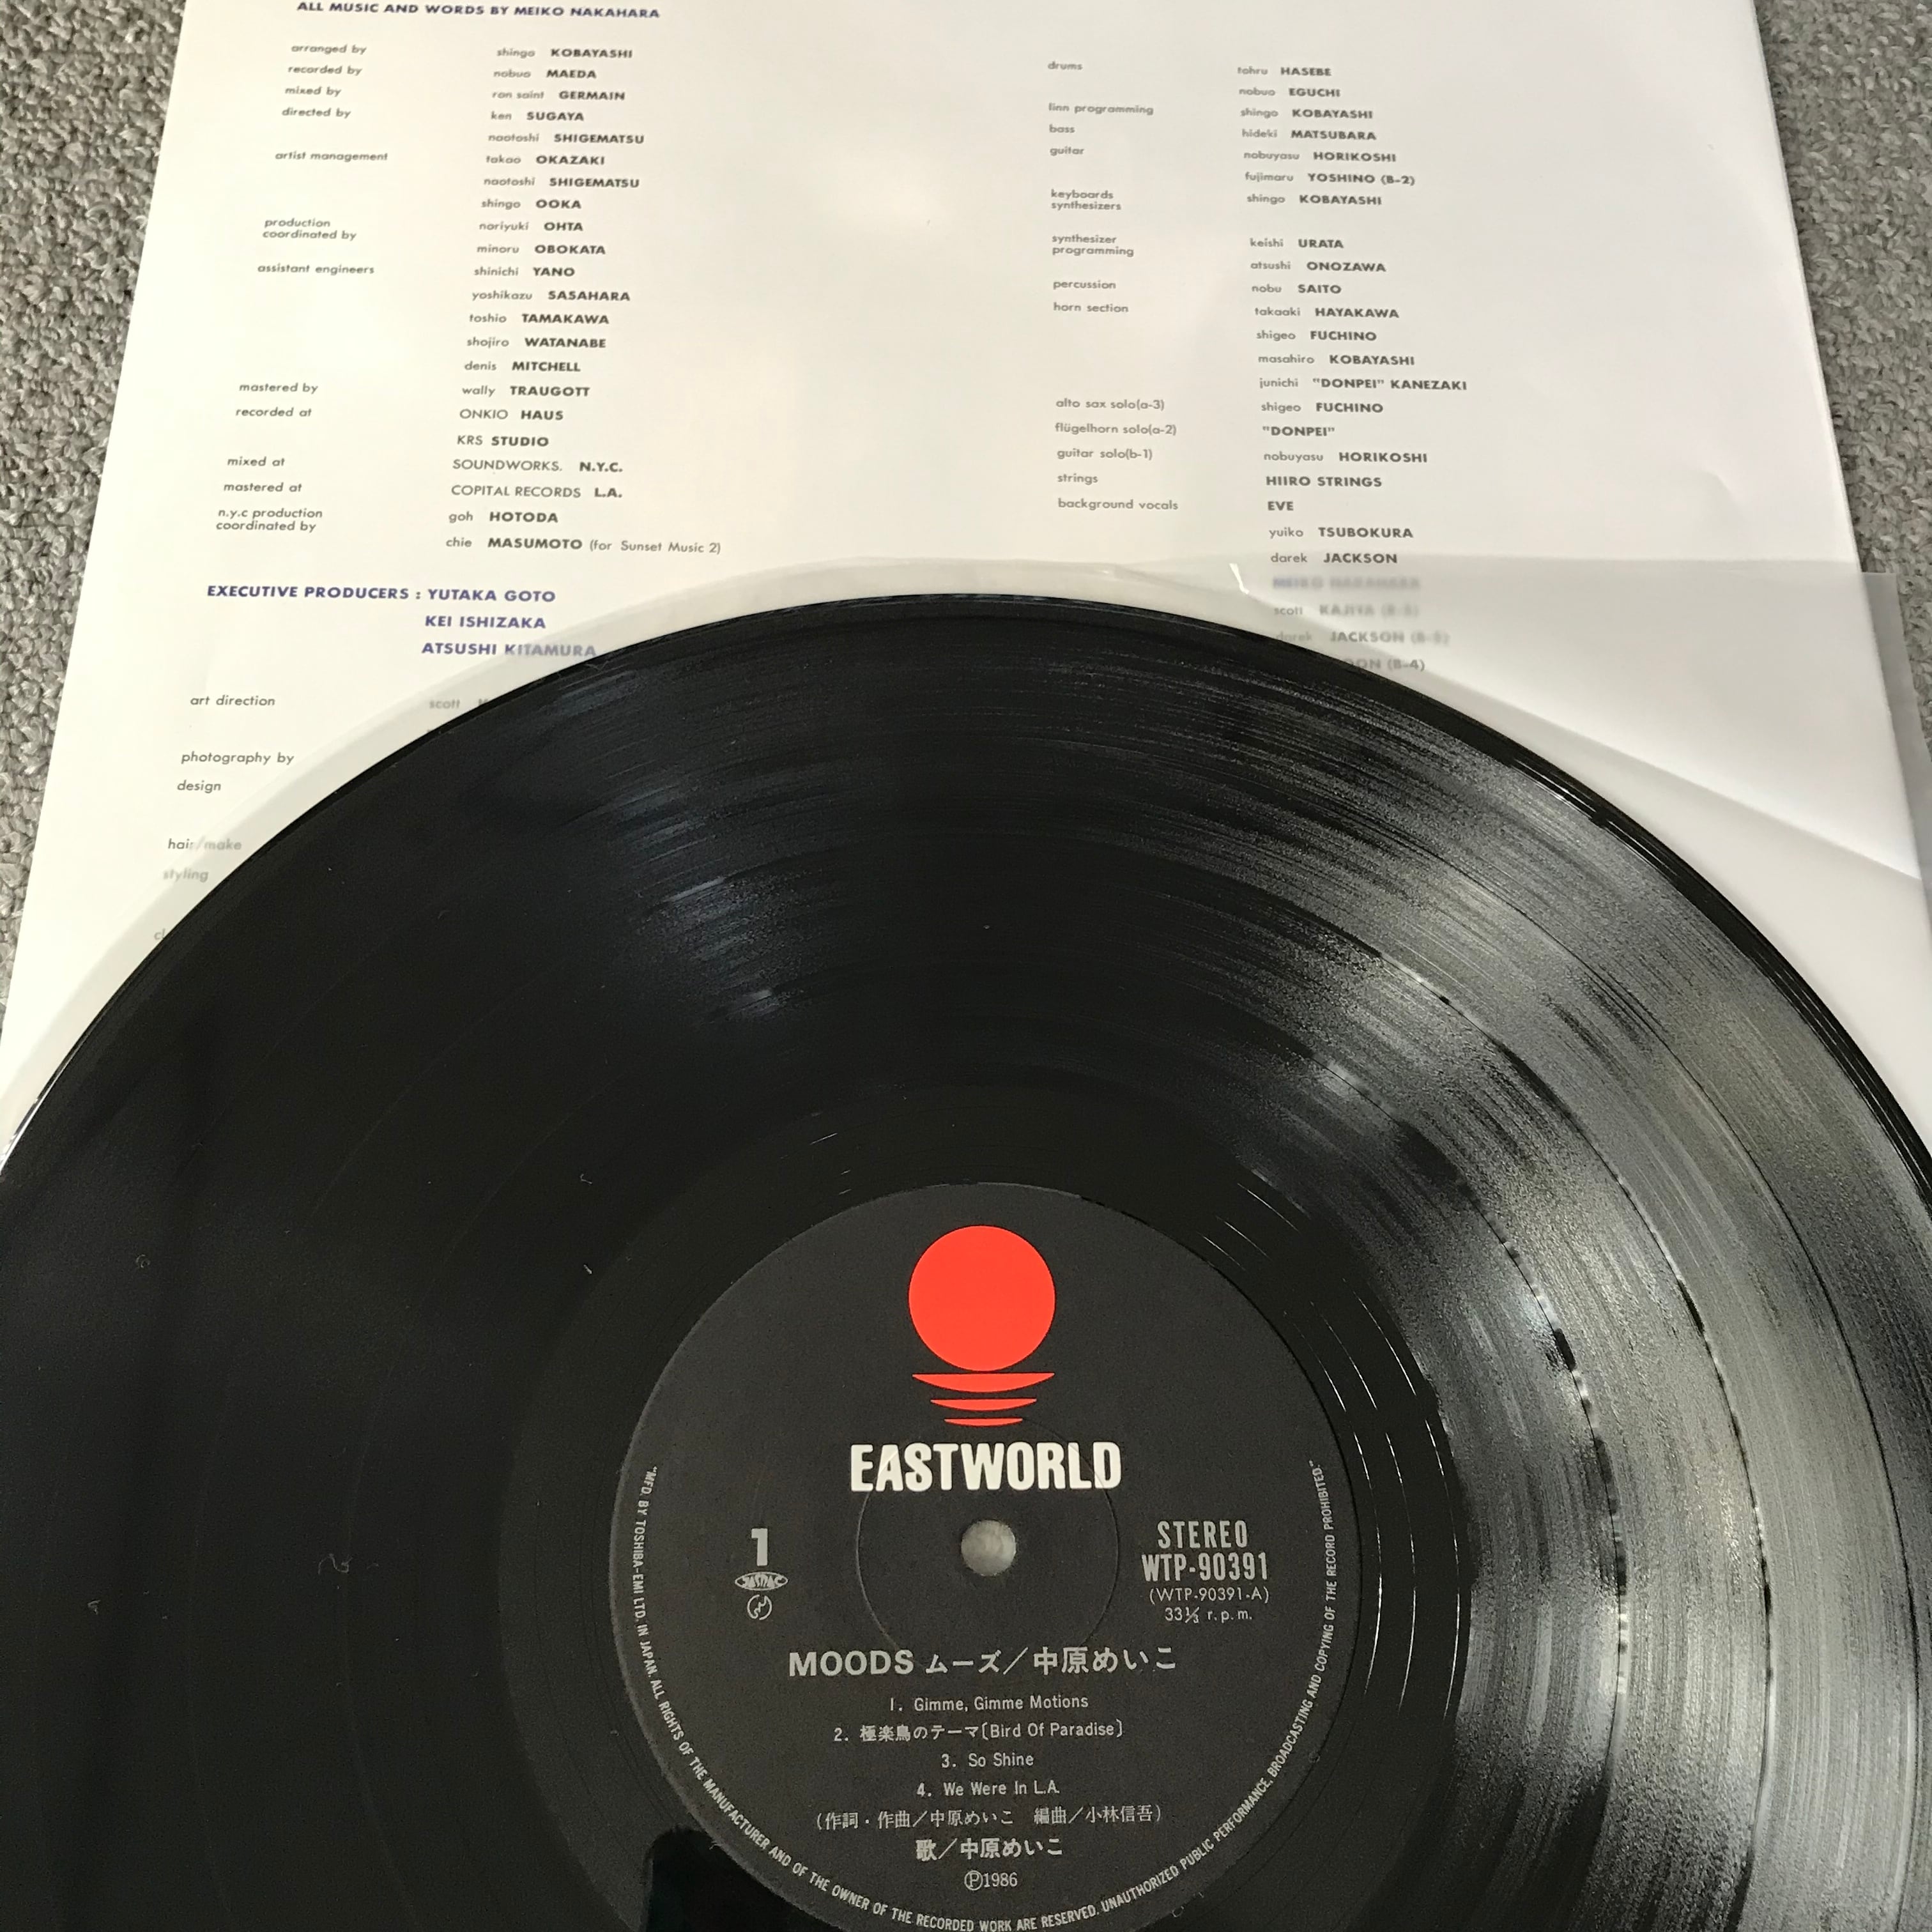 ALL MUSIC AND WORDS BY MEIKO NAKAHARA
arranged by shingo KOBAYASHI
recorded by nobuo MAEDA
mixed by ron saint GERMAIN
directed by ken SUGAYA
naotoshi SHIGEMATSU
artist management takao OKAZAKI
naotoshi SHIGEMATSU
shingo OOKA
production
coordinated by
noriyuki OHTA
minoru OBOKATA
assistant engineers shinichi YANO
yoshikazu SASAHARA
toshio TAMAKAWA
shojiro WATANABE
denis MITCHELL
mastered by wally TRAUGOTT
recorded at ONKIO HAUS
KRS STUDIO
mixed at SOUNDWORKS. N.Y.C.
mastered at COPITAL RECORDS L.A.
n.y.c production
coordinated by
goh HOTODA
chie MASUMOTO (for Sunset Music 2)
EXECUTIVE PRODUCERS : YUTAKA GOTO
KEI ISHIZAKA
ATSUSHI KITAMURA
art direction scott
photography by
design
hair/make
styling
drums tohru HASEBE
nobuo EGUCHI
linn programming shingo KOBAYASHI
bass hideki MATSUBARA
guitar nobuyasu HORIKOSHI
fujimaru YOSHINO (B-2)
keyboards
synthesizers
shingo KOBAYASHI
synthesizer
programming
keishi URATA
atsushi ONOZAWA
percussion nobu SAITO
horn section takaaki HAYAKAWA
shigeo FUCHINO
masahiro KOBAYASHI
junichi "DONPEI" KANEZAKI
alto sax solo(a-3) shigeo FUCHINO
flügelhorn solo(a-2) "DONPEI"
guitar solo(b-1) nobuyasu HORIKOSHI
strings HIIRO STRINGS
background vocals EVE
yuiko TSUBOKURA
darek JACKSON
MEIKO NAKAHARA
scott
darek JACKSON
(B-4)
EASTWORLD
1
JASRAC
STEREO
WTP-90391
(WTP-90391-A)
33⅓ r.p.m.
MOODS ムーズ／中原めいこ
1. Gimme, Gimme Motions
2. 極楽鳥のテーマ〔Bird Of Paradise〕
3. So Shine
4. We Were In L.A.
(作詞・作曲／中原めいこ 編曲／小林信吾)
歌／中原めいこ
Ⓟ1986
"MFD. BY TOSHIBA-EMI LTD. IN JAPAN. ALL RIGHTS OF THE MANUFACTURER AND OF THE OWNER OF THE RECORDED WORK ARE RESERVED. UNAUTHORIZED PUBLIC PERFORMANCE, BROADCASTING AND COPYING OF THE RECORD PROHIBITED."